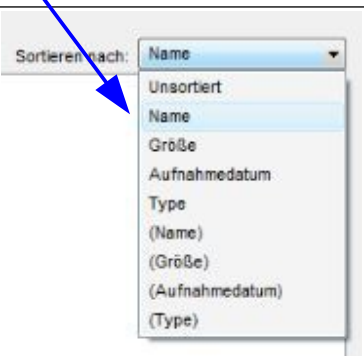 Sortieren nach: Name
Unsortiert
Name
Größe
Aufnahmedatum
Type
(Name)
(Größe)
(Aufnahmedatum)
(Type)